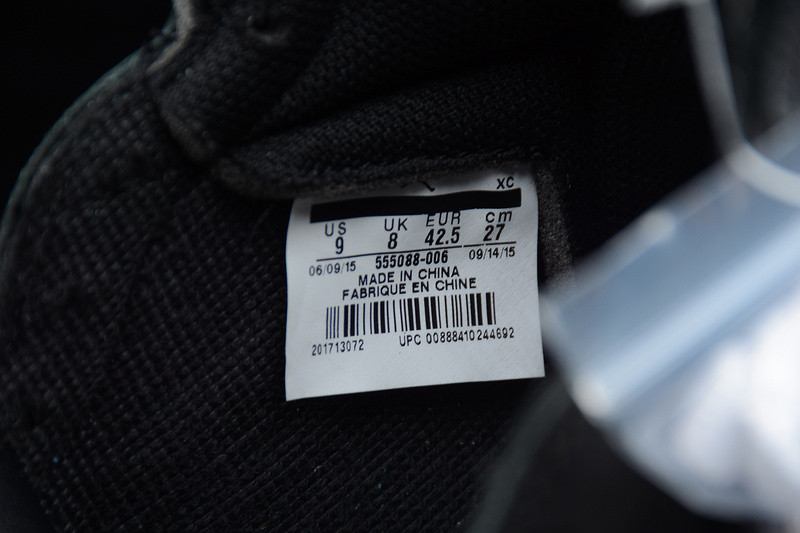 XC
US UK EUR cm
9 8 42.5 27
06/09/15 555088-006 09/14/15
MADE IN CHINA
FABRIQUE EN CHINE
201713072 UPC 00888410244692